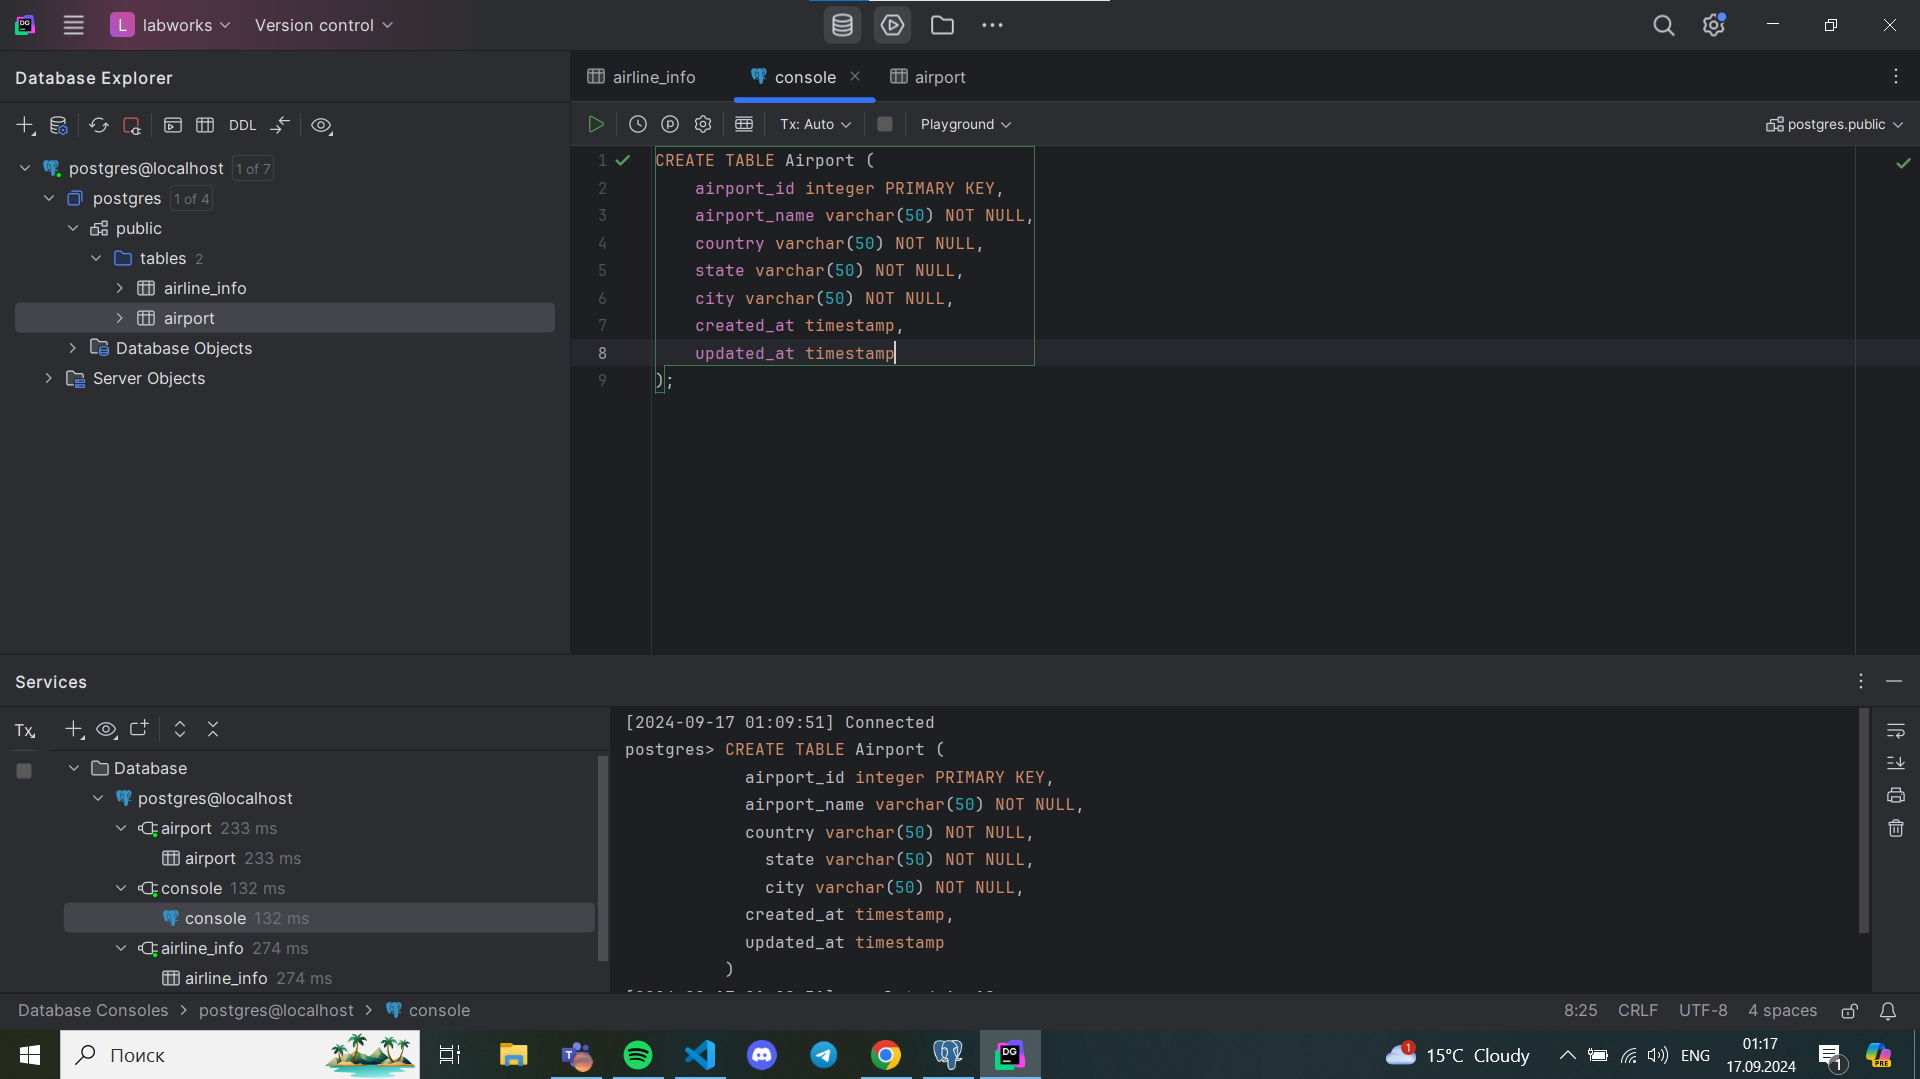 L labworks Version control
Database Explorer
airline_info console airport
DDL
Tx: Auto Playground postgres.public
postgres@localhost 1 of 7
postgres 1 of 4
public
tables 2
airline_info
airport
Database Objects
Server Objects
1 CREATE TABLE Airport (
2 airport_id integer PRIMARY KEY,
3 airport_name varchar(50) NOT NULL,
4 country varchar(50) NOT NULL,
5 state varchar(50) NOT NULL,
6 city varchar(50) NOT NULL,
7 created_at timestamp,
8 updated_at timestamp
9 );
Services
Tx
Database
postgres@localhost
airport 233 ms
airport 233 ms
console 132 ms
console 132 ms
airline_info 274 ms
airline_info 274 ms
[2024-09-17 01:09:51] Connected
postgres> CREATE TABLE Airport (
airport_id integer PRIMARY KEY,
airport_name varchar(50) NOT NULL,
country varchar(50) NOT NULL,
state varchar(50) NOT NULL,
city varchar(50) NOT NULL,
created_at timestamp,
updated_at timestamp
)
Database Consoles > postgres@localhost > console
8:25 CRLF UTF-8 4 spaces
Поиск
15°C Cloudy
ENG
01:17
17.09.2024